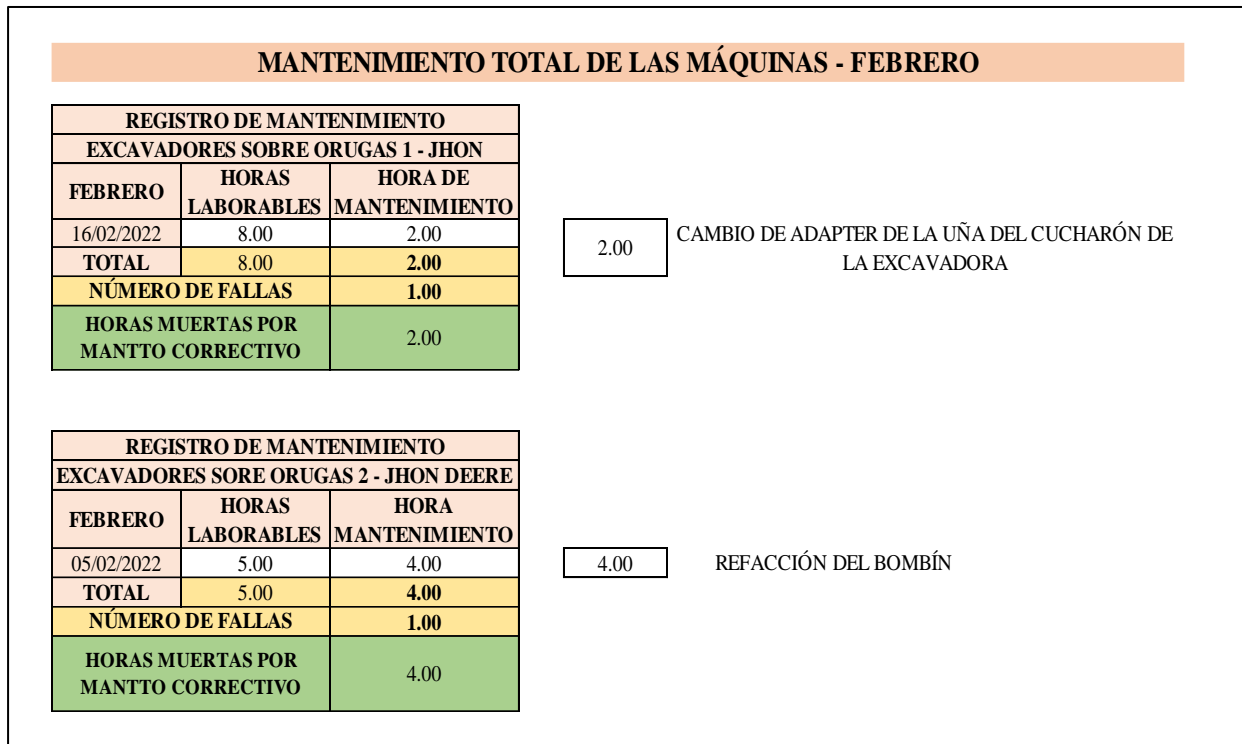 MANTENIMIENTO TOTAL DE LAS MÁQUINAS - FEBRERO
REGISTRO DE MANTENIMIENTO
EXCAVADORES SOBRE ORUGAS 1 - JHON
FEBRERO
HORAS
LABORABLES
HORA DE
MANTENIMIENTO
16/02/2022 8.00 2.00
TOTAL 8.00 2.00
NÚMERO DE FALLAS 1.00
HORAS MUERTAS POR
MANTTO CORRECTIVO
2.00
2.00
CAMBIO DE ADAPTER DE LA UÑA DEL CUCHARÓN DE
LA EXCAVADORA
REGISTRO DE MANTENIMIENTO
EXCAVADORES SORE ORUGAS 2 - JHON DEERE
FEBRERO
HORAS
LABORABLES
HORA
MANTENIMIENTO
05/02/2022 5.00 4.00
TOTAL 5.00 4.00
NÚMERO DE FALLAS 1.00
HORAS MUERTAS POR
MANTTO CORRECTIVO
4.00
4.00 REFACCIÓN DEL BOMBÍN